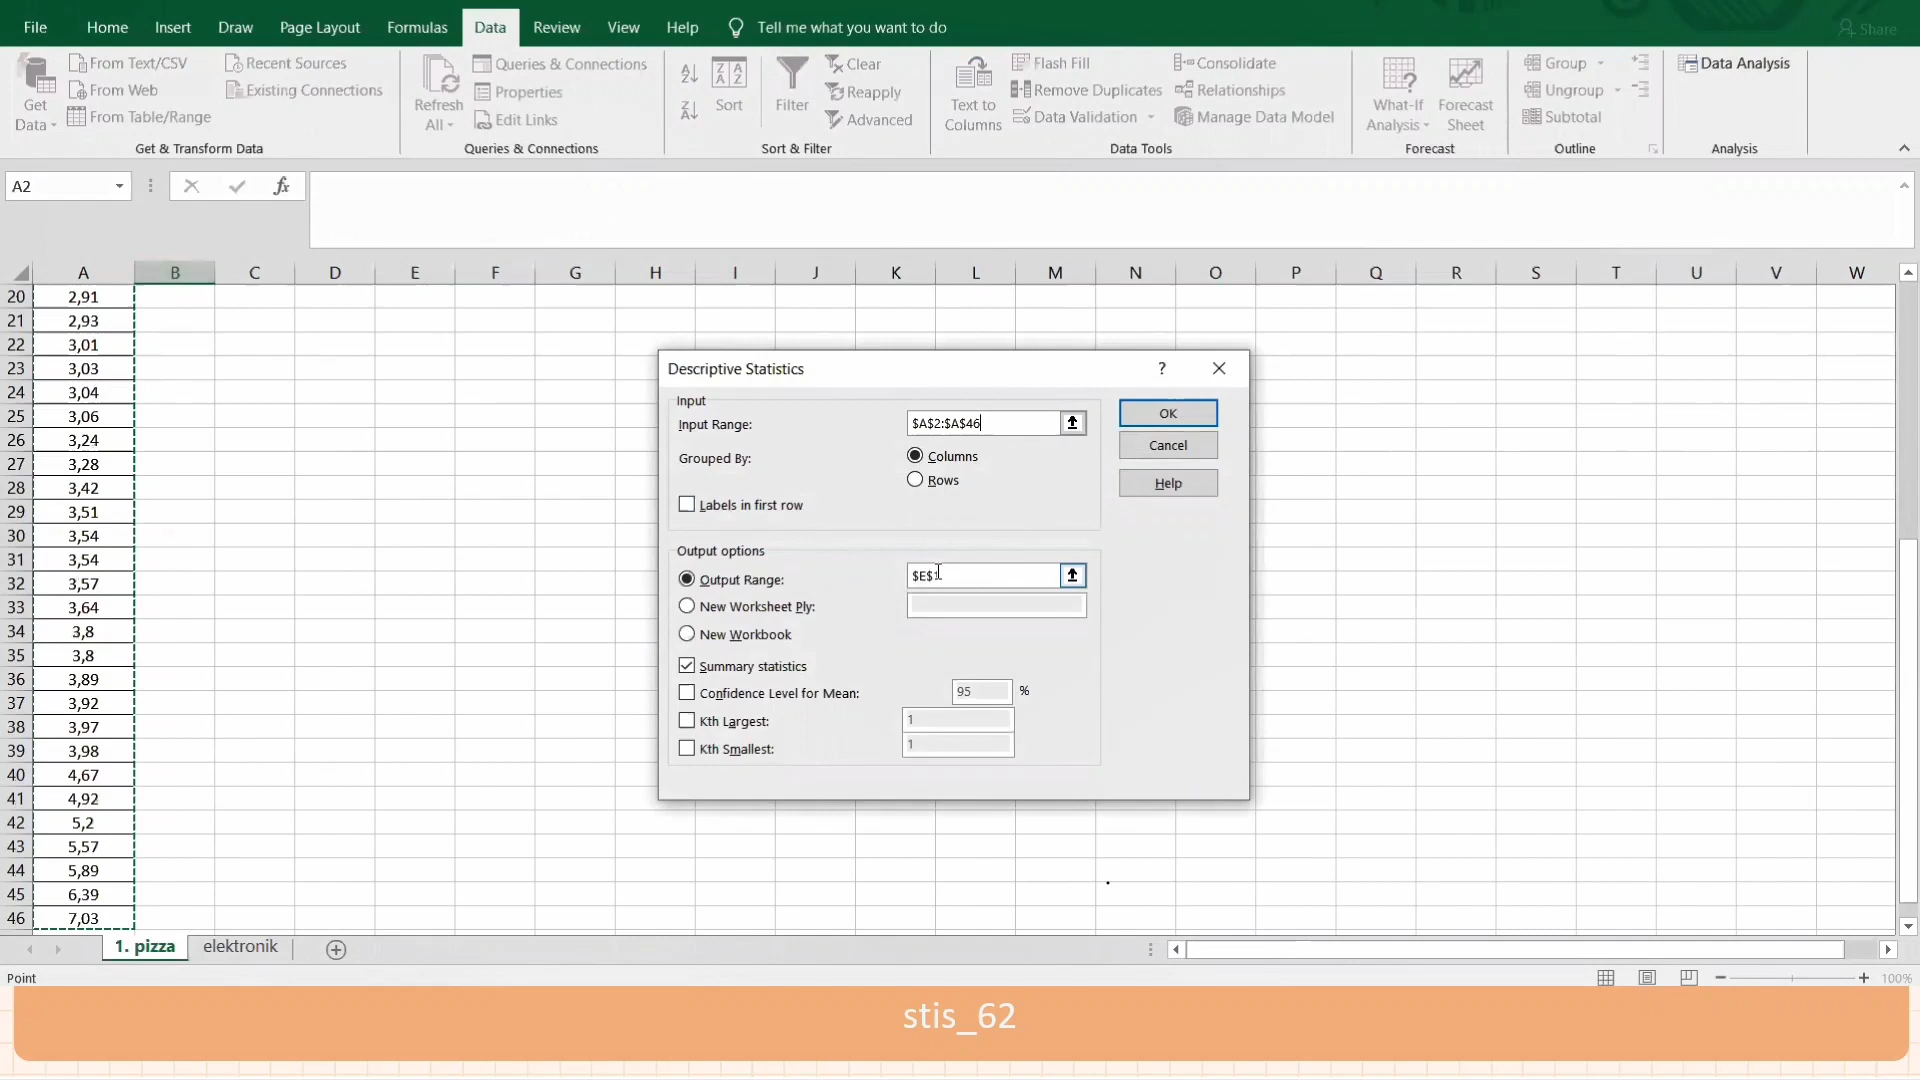 File Home Insert Draw Page Layout Formulas Data Review View Help Tell me what you want to do Share
Get Data
From Text/CSV
From Web
From Table/Range
Recent Sources
Existing Connections
Get & Transform Data
Refresh All
Queries & Connections
Properties
Edit Links
Queries & Connections
Sort
Filter
Clear
Reapply
Advanced
Sort & Filter
Text to Columns
Flash Fill
Remove Duplicates
Data Validation
Consolidate
Relationships
Manage Data Model
Data Tools
What-If Analysis
Forecast Sheet
Forecast
Group
Ungroup
Subtotal
Outline
Data Analysis
Analysis
A2
fx
A B C D E F G H I J K L M N O P Q R S T U V W
20 2,91
21 2,93
22 3,01
23 3,03
24 3,04
25 3,06
26 3,24
27 3,28
28 3,42
29 3,51
30 3,54
31 3,54
32 3,57
33 3,64
34 3,8
35 3,8
36 3,89
37 3,92
38 3,97
39 3,98
40 4,67
41 4,92
42 5,2
43 5,57
44 5,89
45 6,39
46 7,03
Descriptive Statistics ?
Input
Input Range: $A$2:$A$46
Grouped By: Columns
Rows
Labels in first row
OK
Cancel
Help
Output options
Output Range: $E$1
New Worksheet Ply:
New Workbook
Summary statistics
Confidence Level for Mean: 95 %
Kth Largest: 1
Kth Smallest: 1
1. pizza elektronik
Point 100%
stis_62